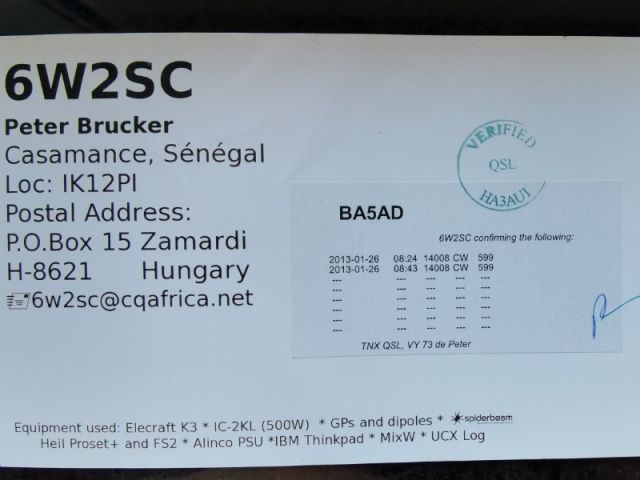 6W2SC
Peter Brucker
Casamance, Sénégal
Loc: IK12PI
Postal Address:
P.O.Box 15 Zamardi
H-8621 Hungary
6w2sc@cqafrica.net
VERIFIED
QSL
HA3AUI
BA5AD
6W2SC confirming the following:
2013-01-26 08:24 14008 CW 599
2013-01-26 08:43 14008 CW 599
--- --- --- --- ---
--- --- --- --- ---
--- --- --- --- ---
--- --- --- --- ---
--- --- --- --- ---
--- --- --- --- ---
TNX QSL, VY 73 de Peter
Equipment used: Elecraft K3 * IC-2KL (500W) * GPs and dipoles * spiderbeam
Heil Proset+ and FS2 * Alinco PSU *IBM Thinkpad * MixW * UCX Log